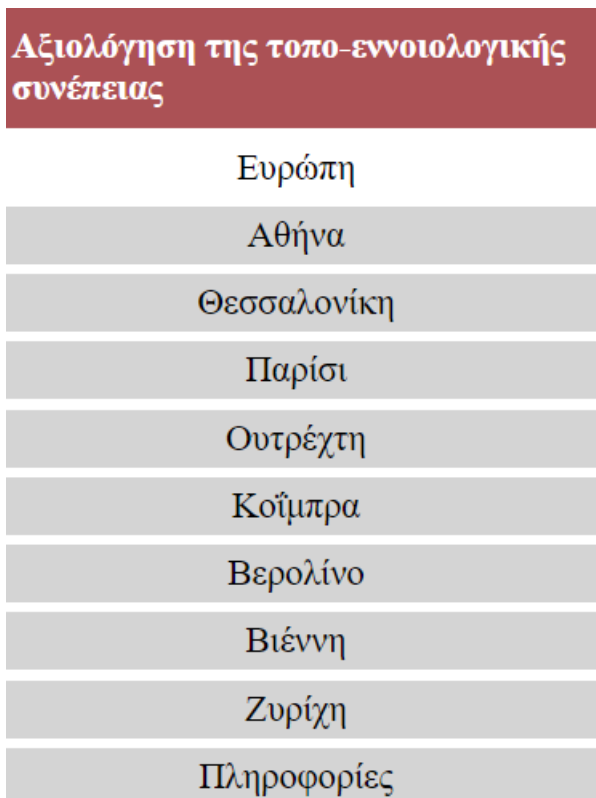 Αξιολόγηση της τοπο-εννοιολογικής
συνέπειας
Ευρώπη
Αθήνα
Θεσσαλονίκη
Παρίσι
Ουτρέχτη
Κοΐμπρα
Βερολίνο
Βιέννη
Ζυρίχη
Πληροφορίες